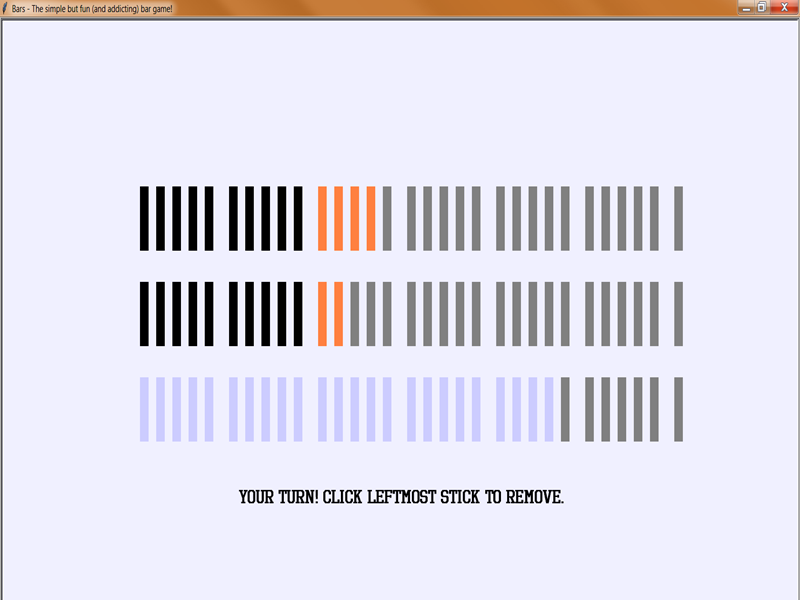 Bars - The simple but fun (and addicting) bar game!
YOUR TURN! CLICK LEFTMOST STICK TO REMOVE.